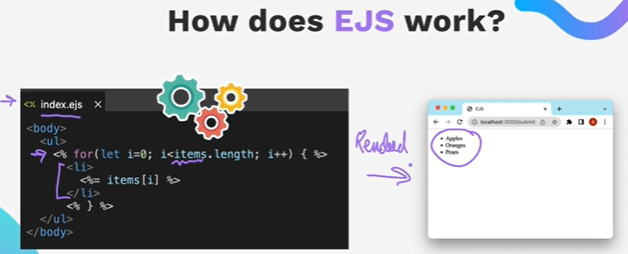 How does EJS work?
<% index.ejs ×
<body>
<ul>
<% for(let i=0; i<items.length; i++) { %>
<li>
<%= items[i] %>
</li>
<% } %>
</ul>
</body>
Rendered
EJS
localhost:3000/submit
Apples
Oranges
Pears